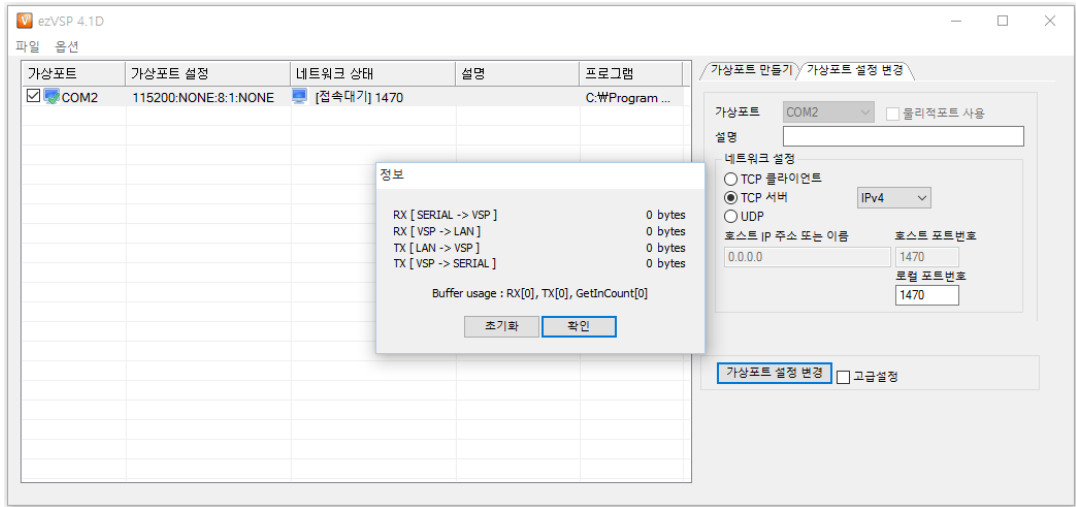 ezVSP 4.1D
파일 옵션
가상포트 가상포트 설정 네트워크 상태 설명 프로그램
COM2 115200:NONE:8:1:NONE [접속대기] 1470 C:₩Program ...
가상포트 만들기 가상포트 설정 변경
가상포트 COM2 물리적포트 사용
설명
네트워크 설정
TCP 클라이언트
TCP 서버 IPv4
UDP
호스트 IP 주소 또는 이름 호스트 포트번호
0.0.0.0 1470
로컬 포트번호
1470
가상포트 설정 변경 고급설정
정보
RX [ SERIAL -> VSP ] 0 bytes
RX [ VSP -> LAN ] 0 bytes
TX [ LAN -> VSP ] 0 bytes
TX [ VSP -> SERIAL ] 0 bytes
Buffer usage : RX[0], TX[0], GetInCount[0]
초기화 확인